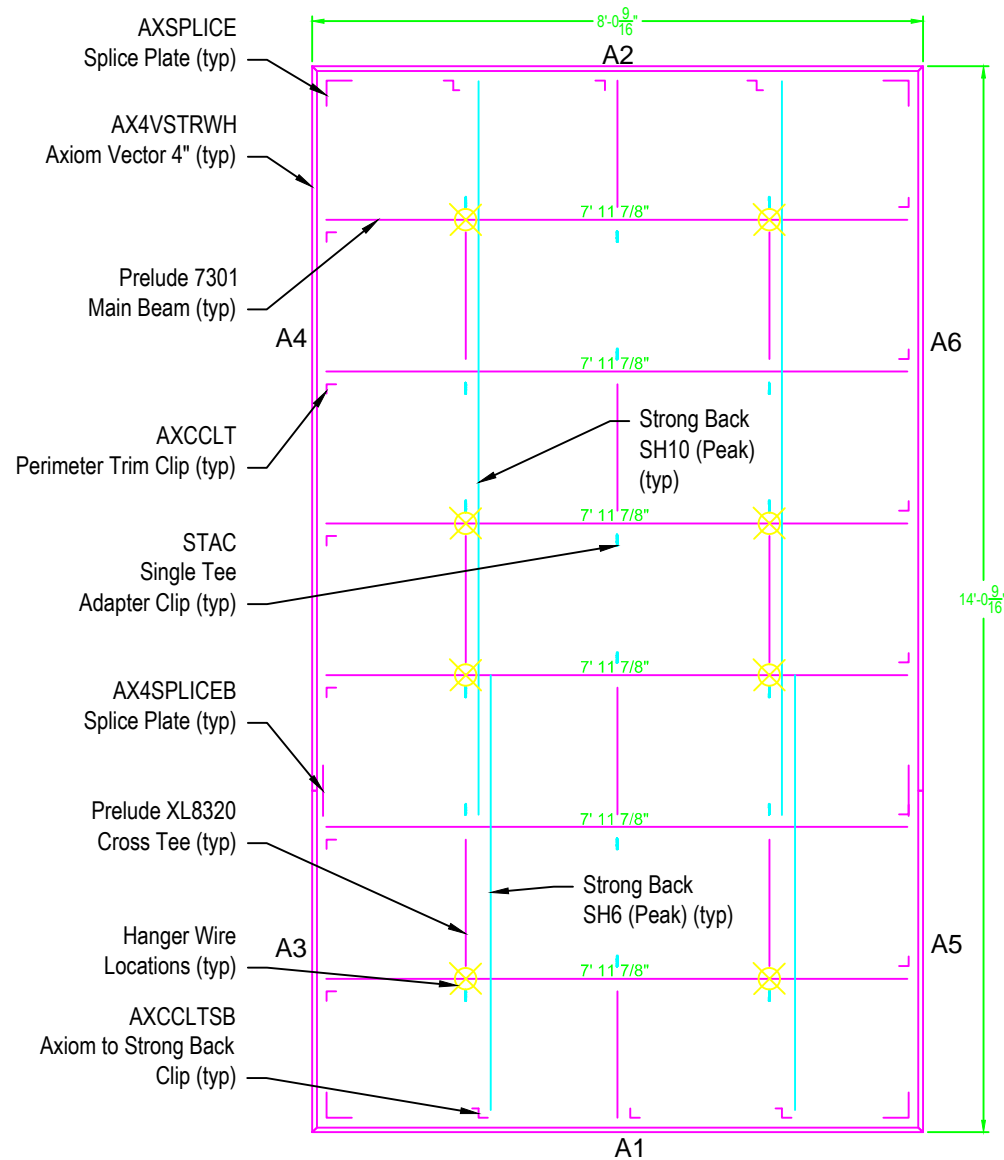 AXSPLICE
Splice Plate (typ)
8'-0 9/16"
A2
AX4VSTRWH
Axiom Vector 4" (typ)
7' 11 7/8"
Prelude 7301
Main Beam (typ)
A4
A6
7' 11 7/8"
AXCCLT
Perimeter Trim Clip (typ)
Strong Back
SH10 (Peak)
(typ)
7' 11 7/8"
STAC
Single Tee
Adapter Clip (typ)
14'-0 9/16"
7' 11 7/8"
AX4SPLICEB
Splice Plate (typ)
Prelude XL8320
Cross Tee (typ)
7' 11 7/8"
Strong Back
SH6 (Peak) (typ)
Hanger Wire
Locations (typ)
A3
A5
7' 11 7/8"
AXCCLTSB
Axiom to Strong Back
Clip (typ)
A1